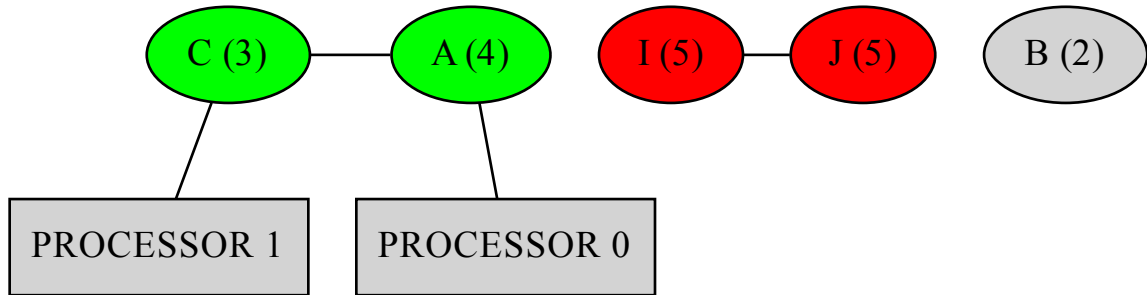 C (3)
A (4)
I (5)
J (5)
B (2)
PROCESSOR 1
PROCESSOR 0